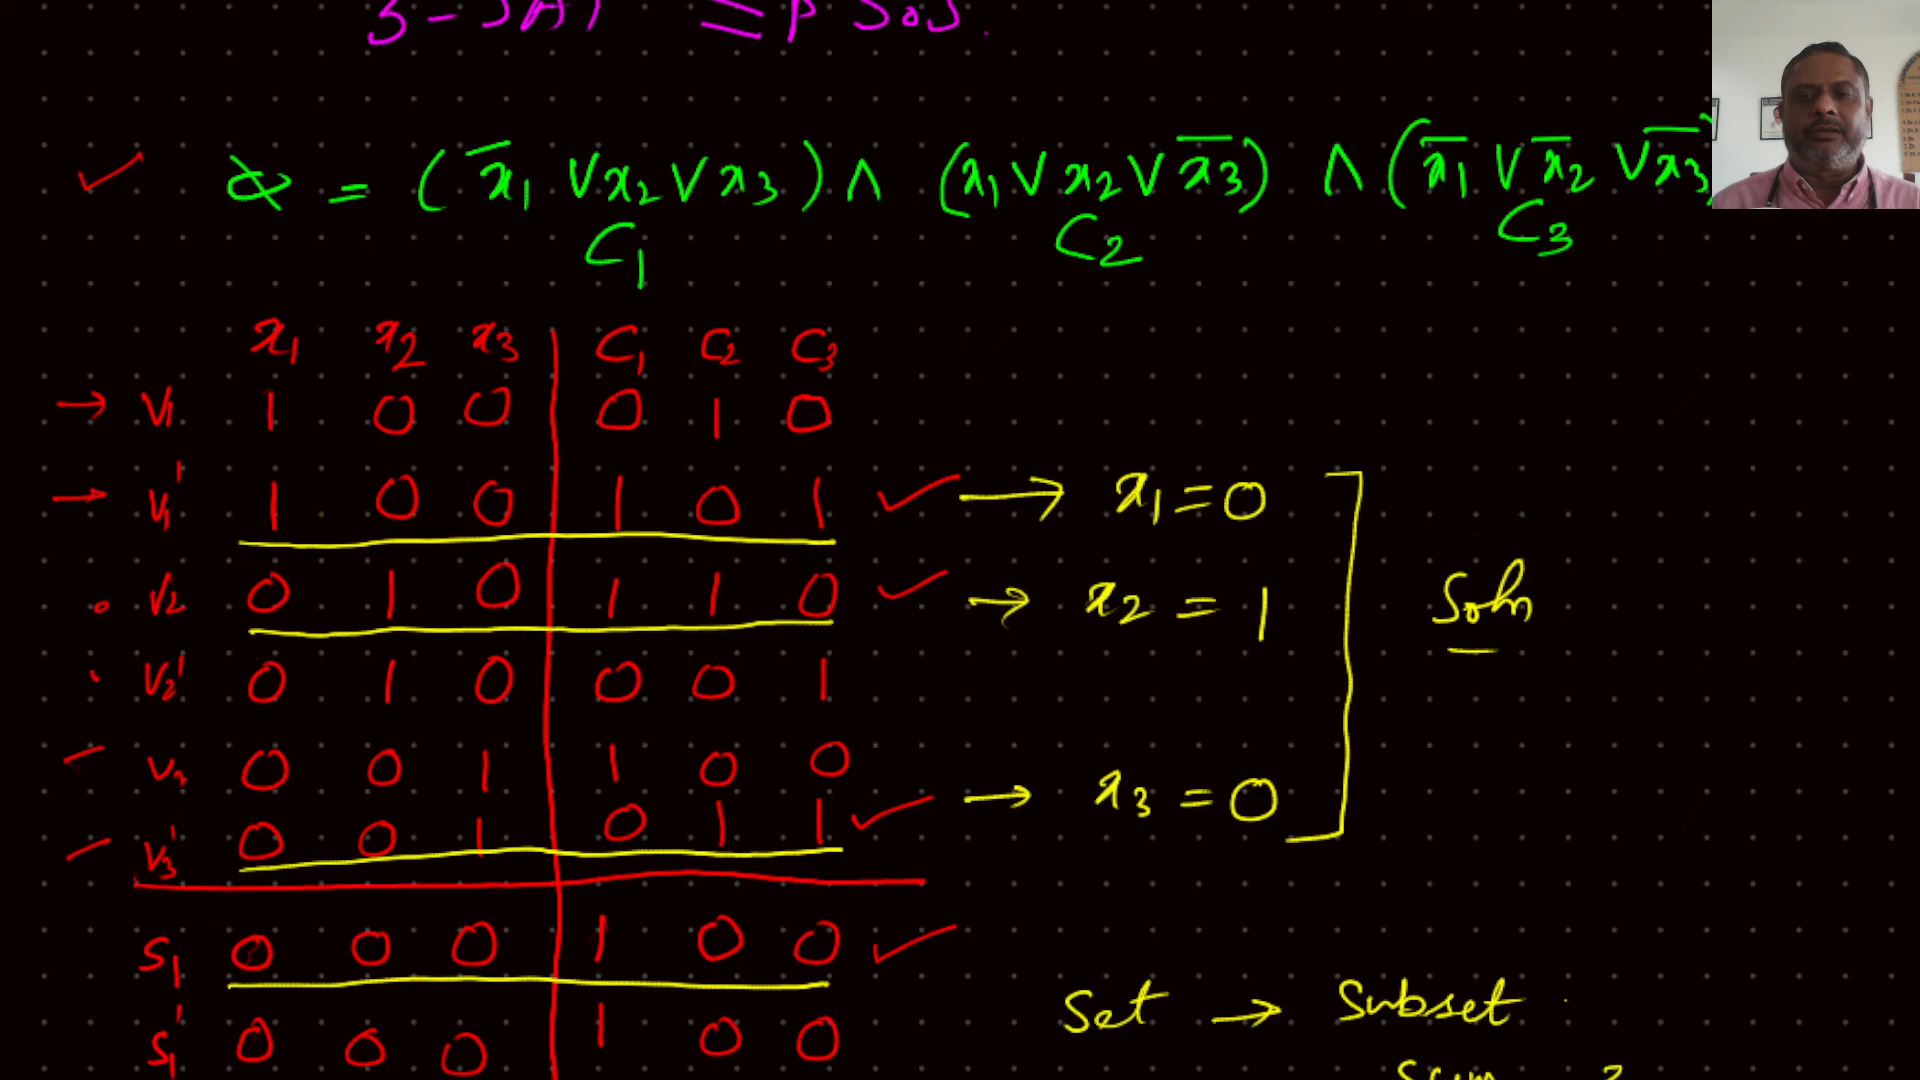 3-SAT ≤p SoS.
α = (x̅₁ ∨ x₂ ∨ x₃) ∧ (x₁ ∨ x₂ ∨ x̅₃) ∧ (x̅₁ ∨ x̅₂ ∨ x̅₃
C₁ C₂ C₃
x₁ x₂ x₃ C₁ C₂ C₃
→ V₁ 1 0 0 0 1 0
→ V₁' 1 0 0 1 0 1 ✓ → x₁ = 0
V₂ 0 1 0 1 1 0 ✓ → x₂ = 1
Soln
V₂' 0 1 0 0 0 1
V₃ 0 0 1 1 0 0
V₃' 0 0 1 0 1 1 ✓ → x₃ = 0
S₁ 0 0 0 1 0 0 ✓
Set → Subset
S₁' 0 0 0 1 0 0